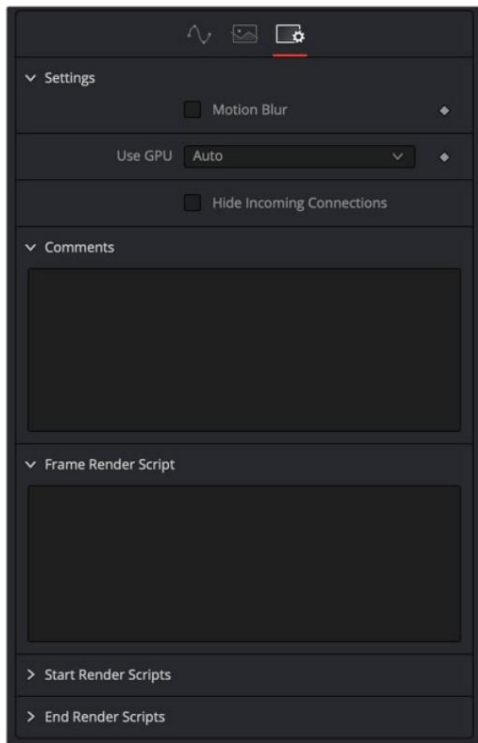 Settings
Motion Blur
Use GPU Auto
Hide Incoming Connections
Comments
Frame Render Script
Start Render Scripts
End Render Scripts